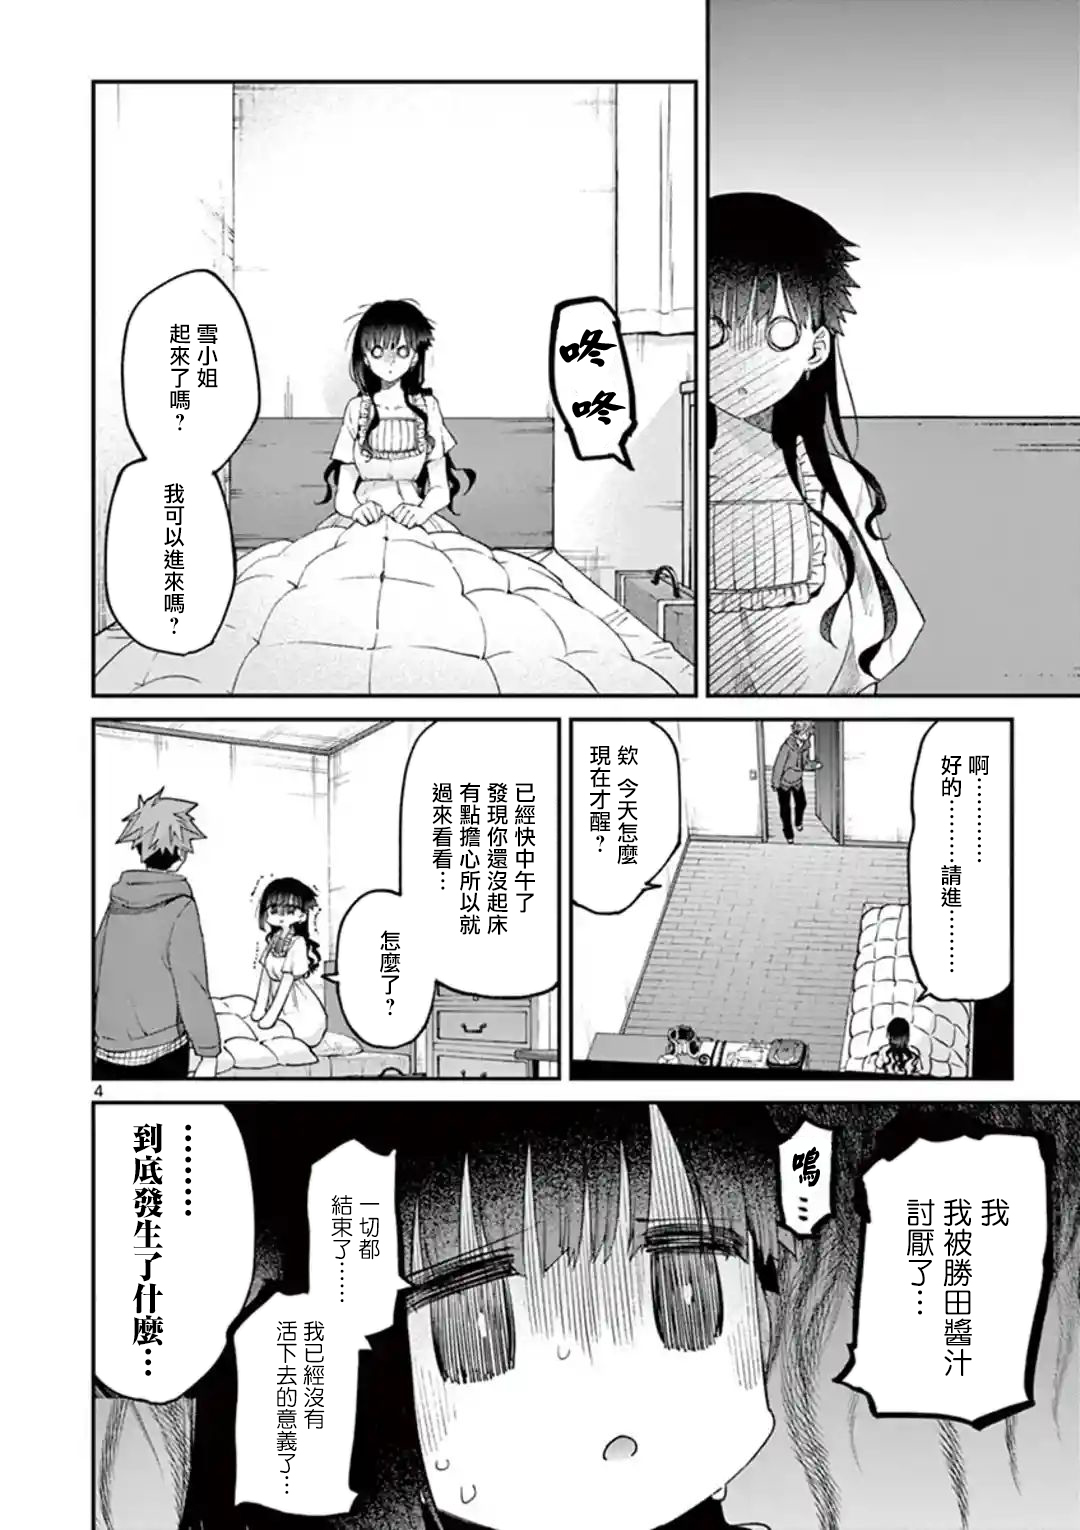 咚
咚
雪小姐
起來了嗎?
我可以進來嗎?
啊…………
好的………請進………
欸 今天怎麼
現在才醒?
已經快中午了
發現你還沒起床
有點擔心所以就
過來看看…
怎麼了?
4
我
我被勝田醬汁
討厭了…
嗚…
一切都
結束了……
我已經沒有
活下去的意義了…
………
到底發生了什麼…